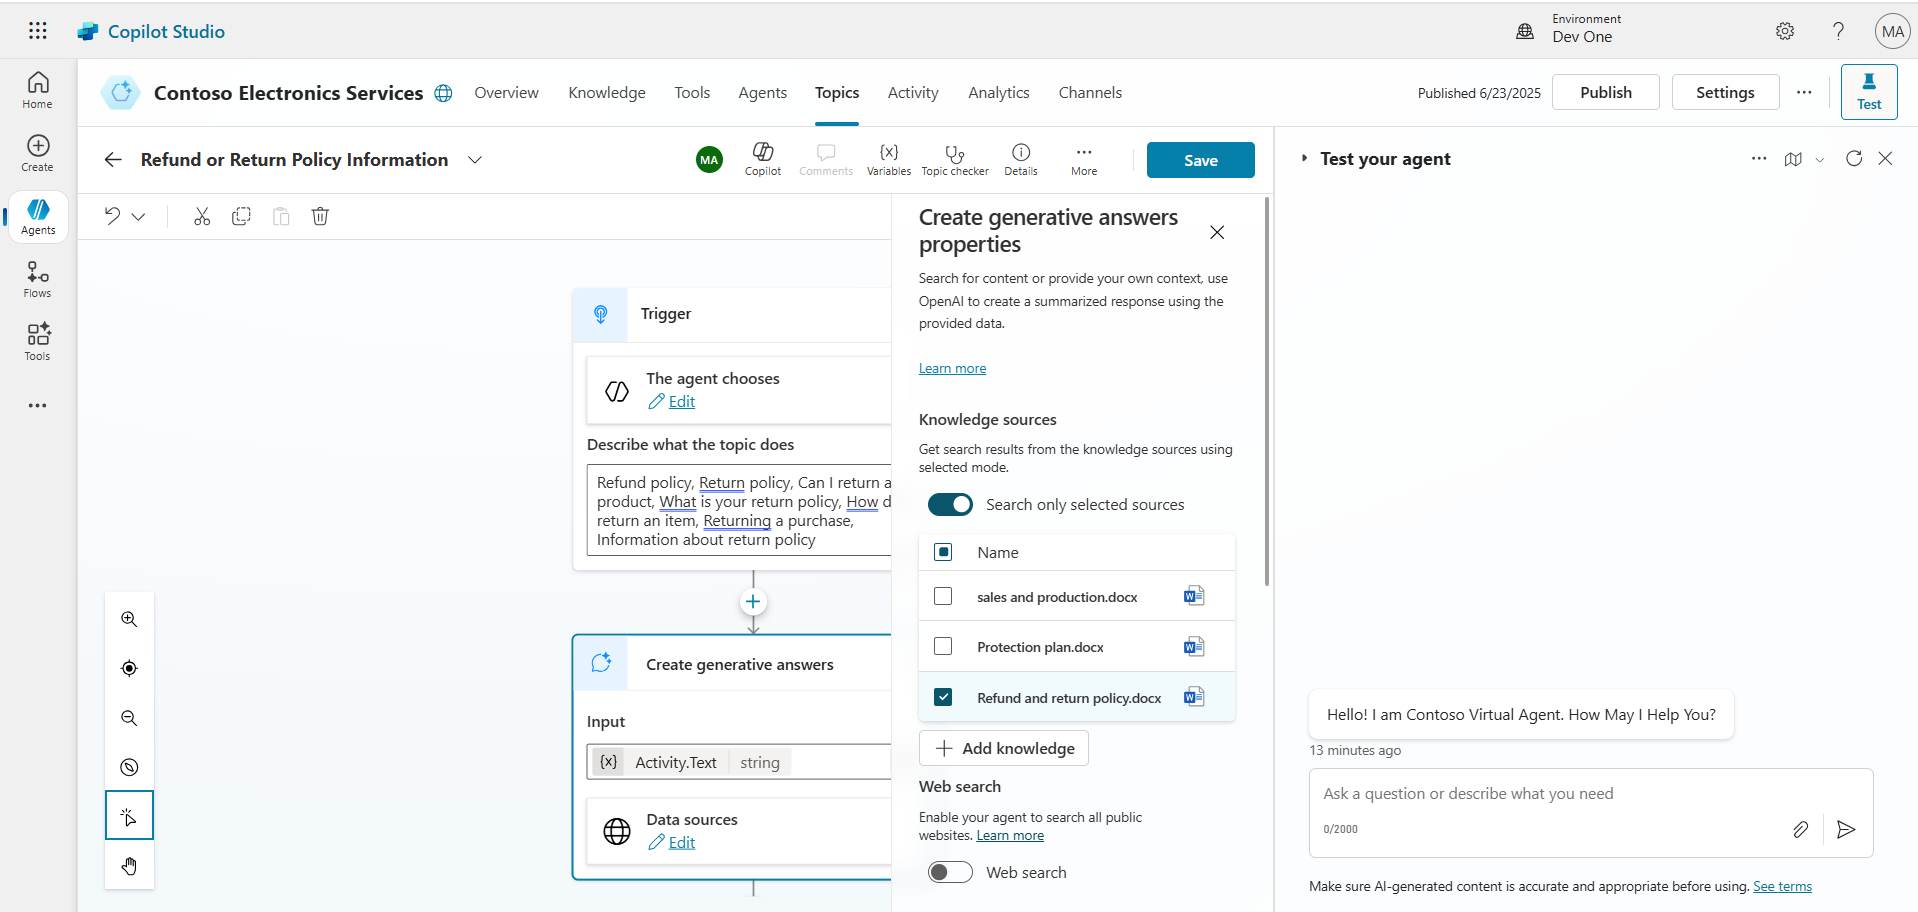 Copilot Studio
Environment
Dev One
MA
Home
Create
Agents
Flows
Tools
Contoso Electronics Services
Overview
Knowledge
Tools
Agents
Topics
Activity
Analytics
Channels
Published 6/23/2025
Publish
Settings
Test
Refund or Return Policy Information
MA
Copilot
Comments
Variables
Topic checker
Details
More
Save
Trigger
The agent chooses
Edit
Describe what the topic does
Refund policy, Return policy, Can I return a
product, What is your return policy, How d
return an item, Returning a purchase,
Information about return policy
Create generative answers
Input
{x} Activity.Text string
Data sources
Edit
Create generative answers
properties
Search for content or provide your own context, use
OpenAI to create a summarized response using the
provided data.
Learn more
Knowledge sources
Get search results from the knowledge sources using
selected mode.
Search only selected sources
Name
sales and production.docx
Protection plan.docx
Refund and return policy.docx
Add knowledge
Web search
Enable your agent to search all public
websites. Learn more
Web search
Test your agent
Hello! I am Contoso Virtual Agent. How May I Help You?
13 minutes ago
Ask a question or describe what you need
0/2000
Make sure AI-generated content is accurate and appropriate before using. See terms